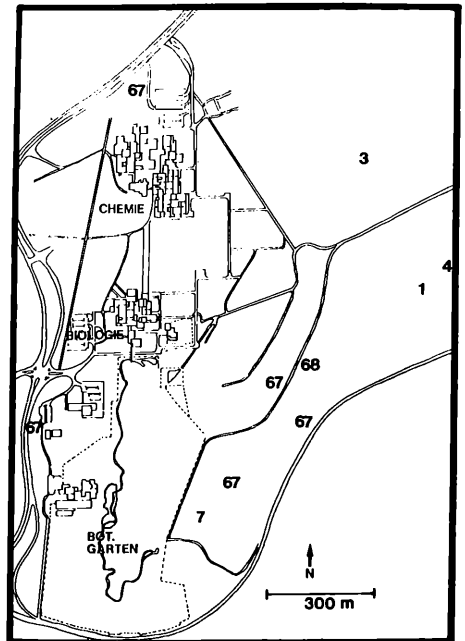 67
3
CHEMIE
4
1
BIOLOGIE
68
67
67
67
67
7
BOT.
GARTEN
N
300 m